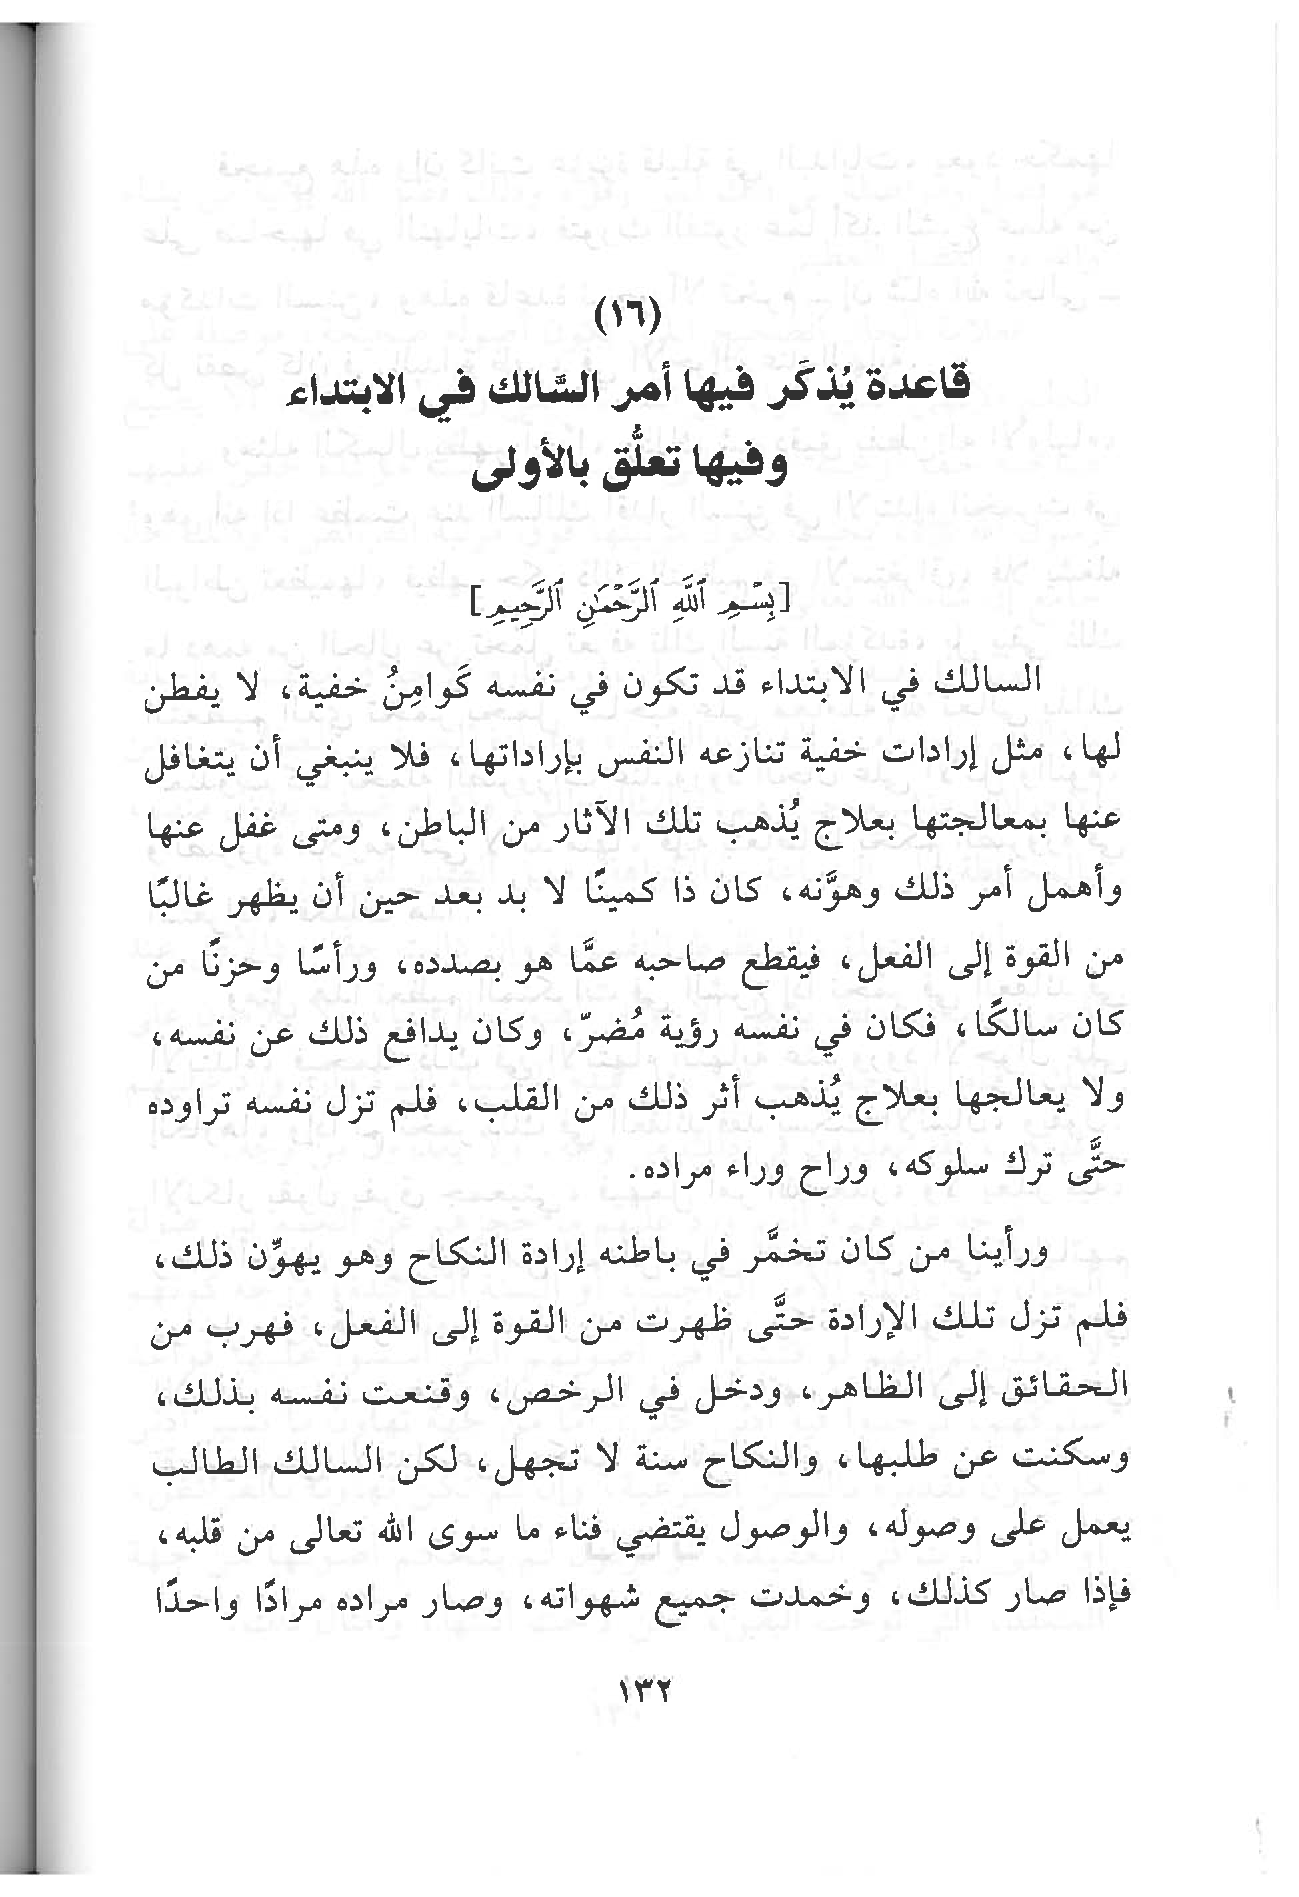 (١٦)
قاعدة يُذكَر فيها أمر السَّالك في الابتداء
وفيها تعلُّق بالأولى
[بِسْمِ ٱللَّهِ ٱلرَّحْمَٰنِ ٱلرَّحِيمِ]
السالك في الابتداء قد تكون في نفسه كَوامِنُ خفية، لا يفطن
لها، مثل إرادات خفية تنازعه النفس بإراداتها، فلا ينبغي أن يتغافل
عنها بمعالجتها بعلاج يُذهب تلك الآثار من الباطن، ومتى غفل عنها
وأهمل أمر ذلك وهوَّنه، كان ذا كمينًا لا بد بعد حين أن يظهر غالبًا
من القوة إلى الفعل، فيقطع صاحبه عمَّا هو بصدده، ورأسًا وحزنًا من
كان سالكًا، فكان في نفسه رؤية مُضرّ، وكان يدافع ذلك عن نفسه،
ولا يعالجها بعلاج يُذهب أثر ذلك من القلب، فلم تزل نفسه تراوده
حتَّى ترك سلوكه، وراح وراء مراده.
ورأينا من كان تخمَّر في باطنه إرادة النكاح وهو يهوِّن ذلك،
فلم تزل تلك الإرادة حتَّى ظهرت من القوة إلى الفعل، فهرب من
الحقائق إلى الظاهر، ودخل في الرخص، وقنعت نفسه بذلك،
وسكنت عن طلبها، والنكاح سنة لا تجهل، لكن السالك الطالب
يعمل على وصوله، والوصول يقتضي فناء ما سوى الله تعالى من قلبه،
فإذا صار كذلك، وخمدت جميع شهواته، وصار مراده مرادًا واحدًا
١٣٢